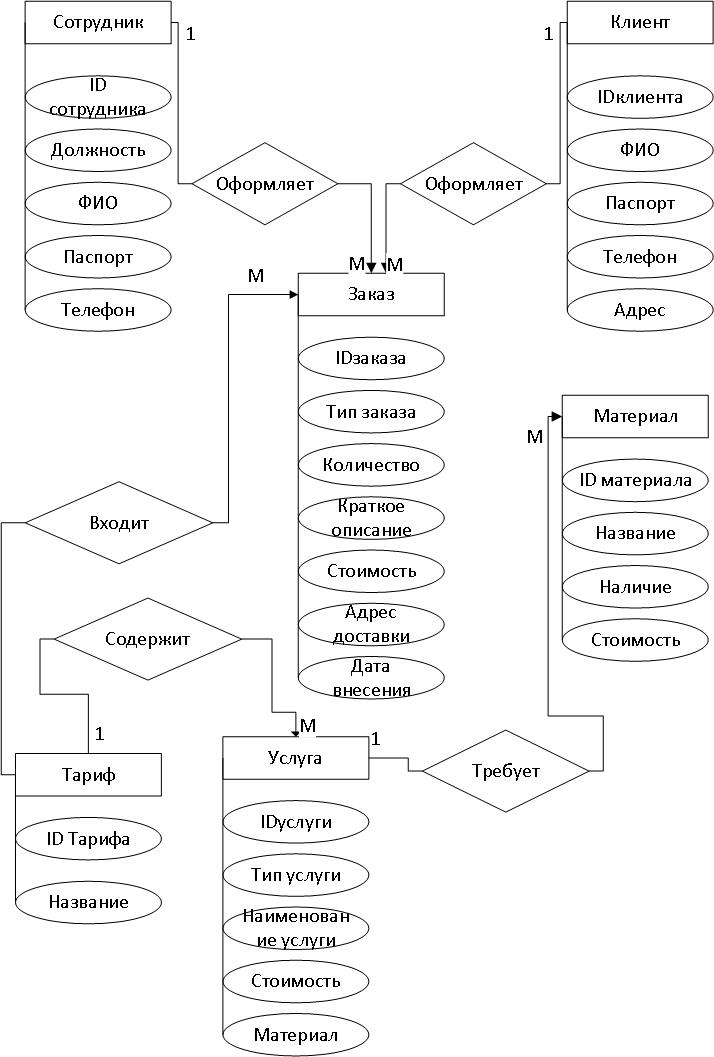 Сотрудник
1
ID
сотрудника
Должность
ФИО
Паспорт
Телефон
Оформляет
M
Клиент
1
IDклиента
ФИО
Паспорт
Телефон
Адрес
Оформляет
M
M
Заказ
IDзаказа
Тип заказа
Количество
Краткое
описание
Стоимость
Адрес
доставки
Дата
внесения
M
Материал
ID материала
Название
Наличие
Стоимость
Входит
Содержит
1
Тариф
ID Тарифа
Название
M
1
Услуга
IDуслуги
Тип услуги
Наименован
ие услуги
Стоимость
Материал
Требует